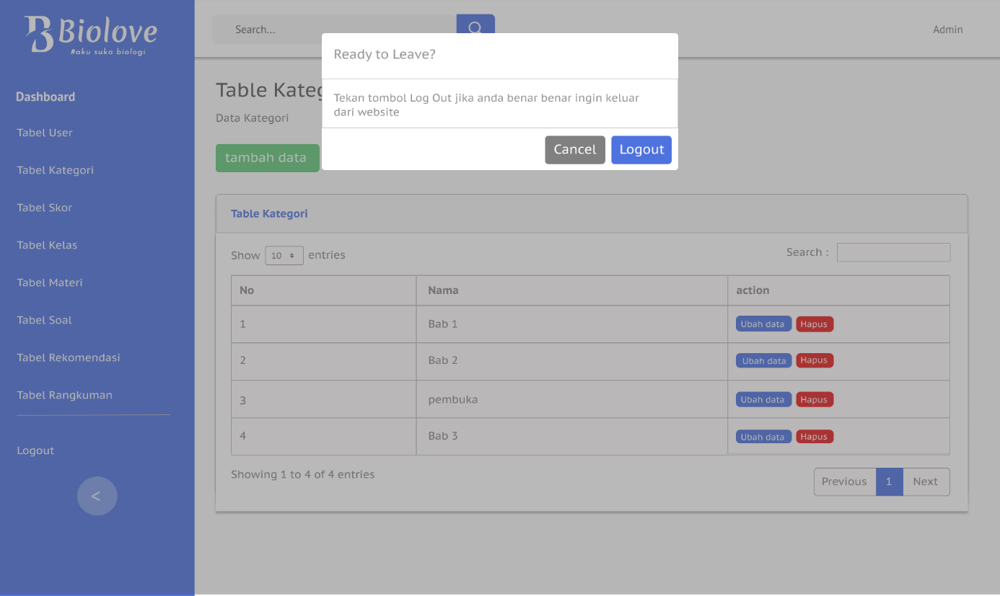 Biolove
#aku suka biologi
Dashboard
Tabel User
Tabel Kategori
Tabel Skor
Tabel Kelas
Tabel Materi
Tabel Soal
Tabel Rekomendasi
Tabel Rangkuman
Logout
<
Search...
Admin
Ready to Leave?
Tekan tombol Log Out jika anda benar benar ingin keluar
dari website
Cancel Logout
Table Kateg
Data Kategori
tambah data
Table Kategori
Show 10 entries Search :
No Nama action
1 Bab 1 Ubah data Hapus
2 Bab 2 Ubah data Hapus
3 pembuka Ubah data Hapus
4 Bab 3 Ubah data Hapus
Showing 1 to 4 of 4 entries
Previous 1 Next